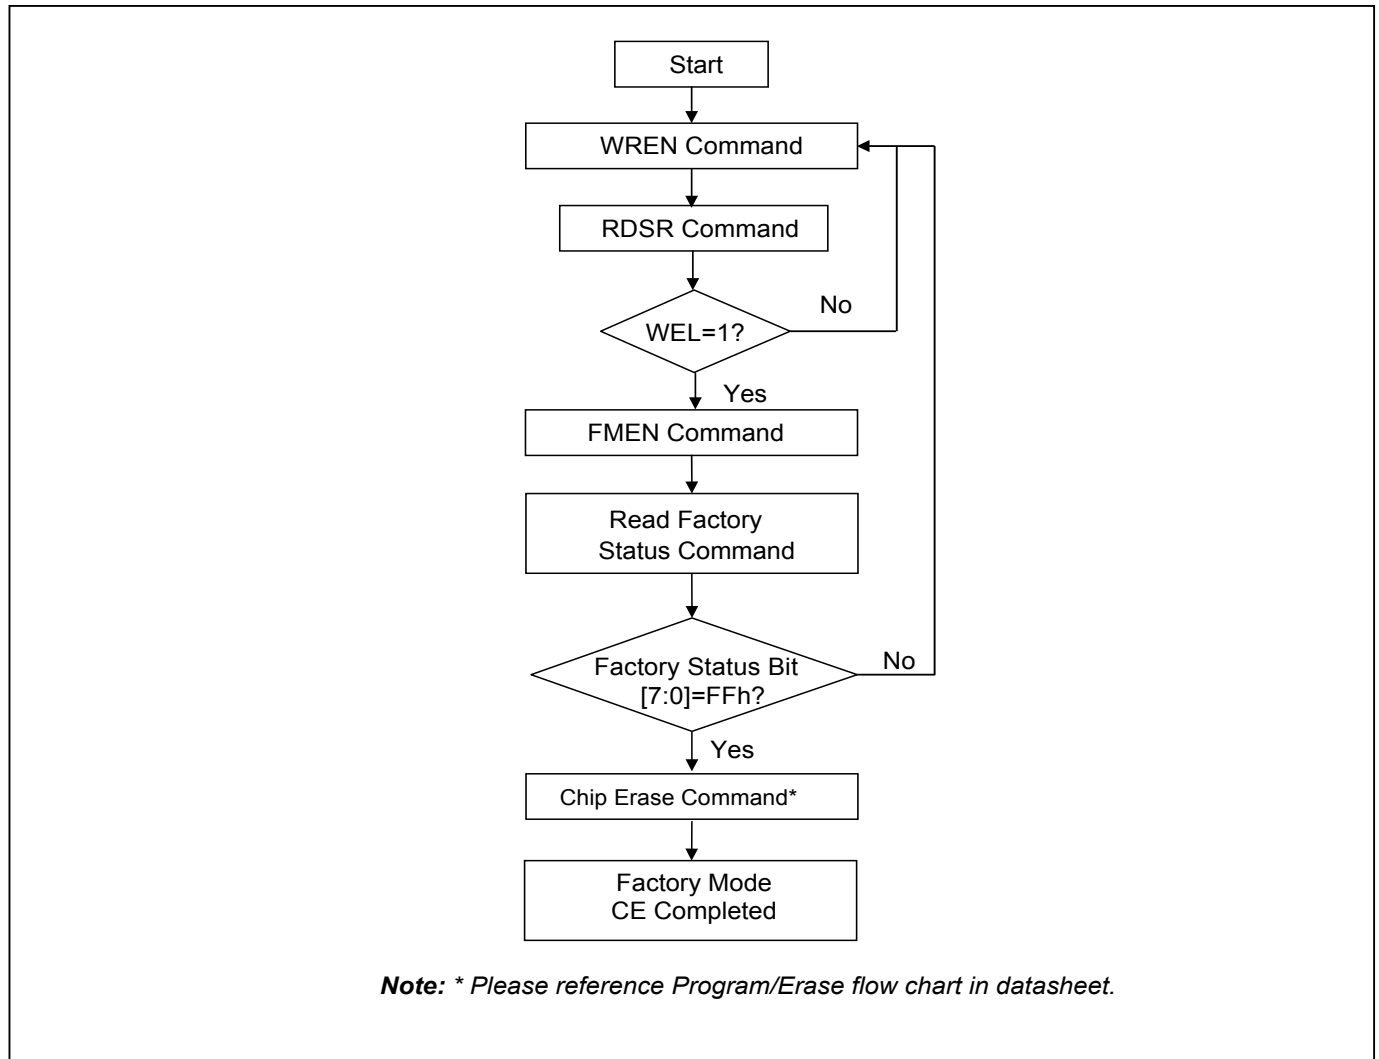 Start
WREN Command
RDSR Command
No
WEL=1?
Yes
FMEN Command
Read Factory
Status Command
Factory Status Bit
[7:0]=FFh?
No
Yes
Chip Erase Command*
Factory Mode
CE Completed
Note: * Please reference Program/Erase flow chart in datasheet.